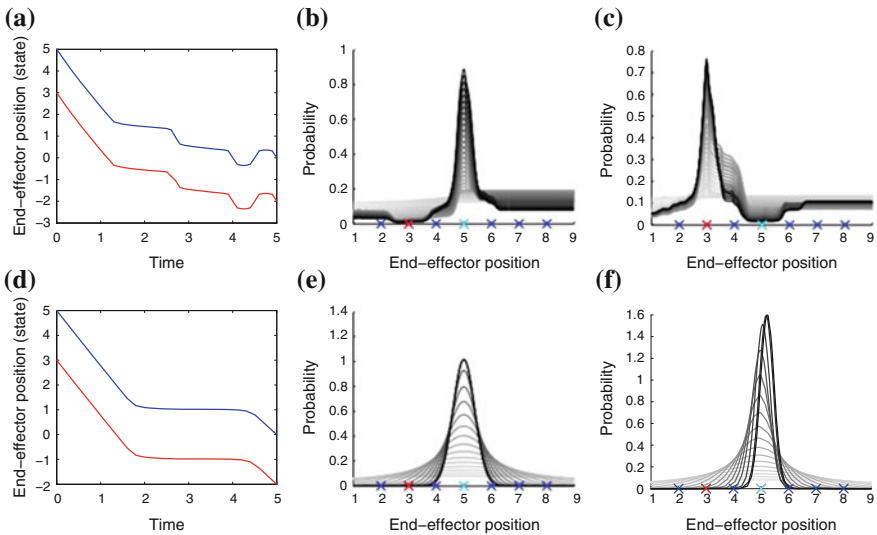 (a)
End-effector position (state)
5
4
3
2
1
0
-1
-2
-3
0 1 2 3 4 5
Time
(b)
Probability
1
0.8
0.6
0.4
0.2
0
1 2 3 4 5 6 7 8 9
End-effector position
(c)
Probability
0.8
0.7
0.6
0.5
0.4
0.3
0.2
0.1
0
1 2 3 4 5 6 7 8 9
End-effector position
(d)
End-effector position (state)
5
4
3
2
1
0
-1
-2
0 1 2 3 4 5
Time
(e)
Probability
1.4
1.2
1
0.8
0.6
0.4
0.2
0
1 2 3 4 5 6 7 8 9
End-effector position
(f)
Probability
1.6
1.4
1.2
1
0.8
0.6
0.4
0.2
0
1 2 3 4 5 6 7 8 9
End-effector position